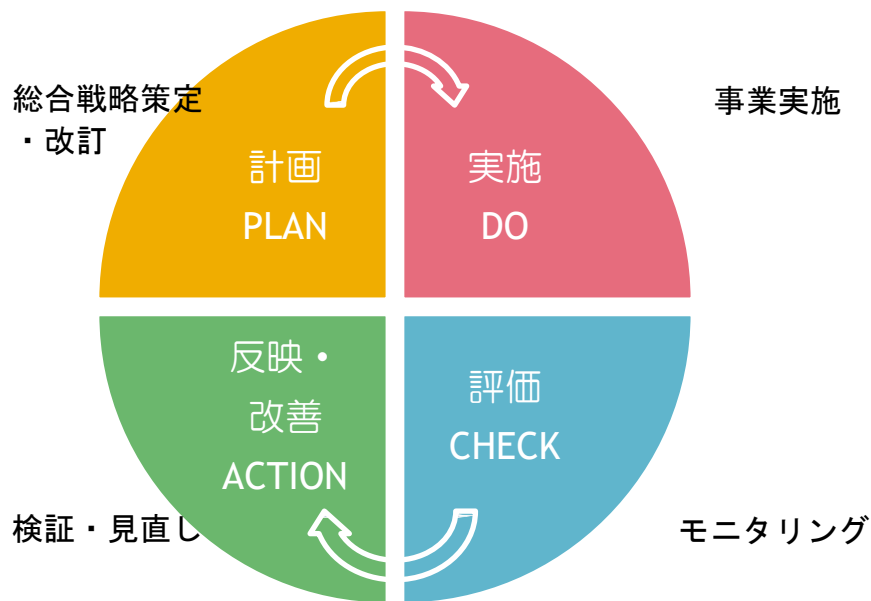 総合戦略策定
・改訂
計画
PLAN
実施
DO
事業実施
反映・
改善
ACTION
評価
CHECK
検証・見直し
モニタリング